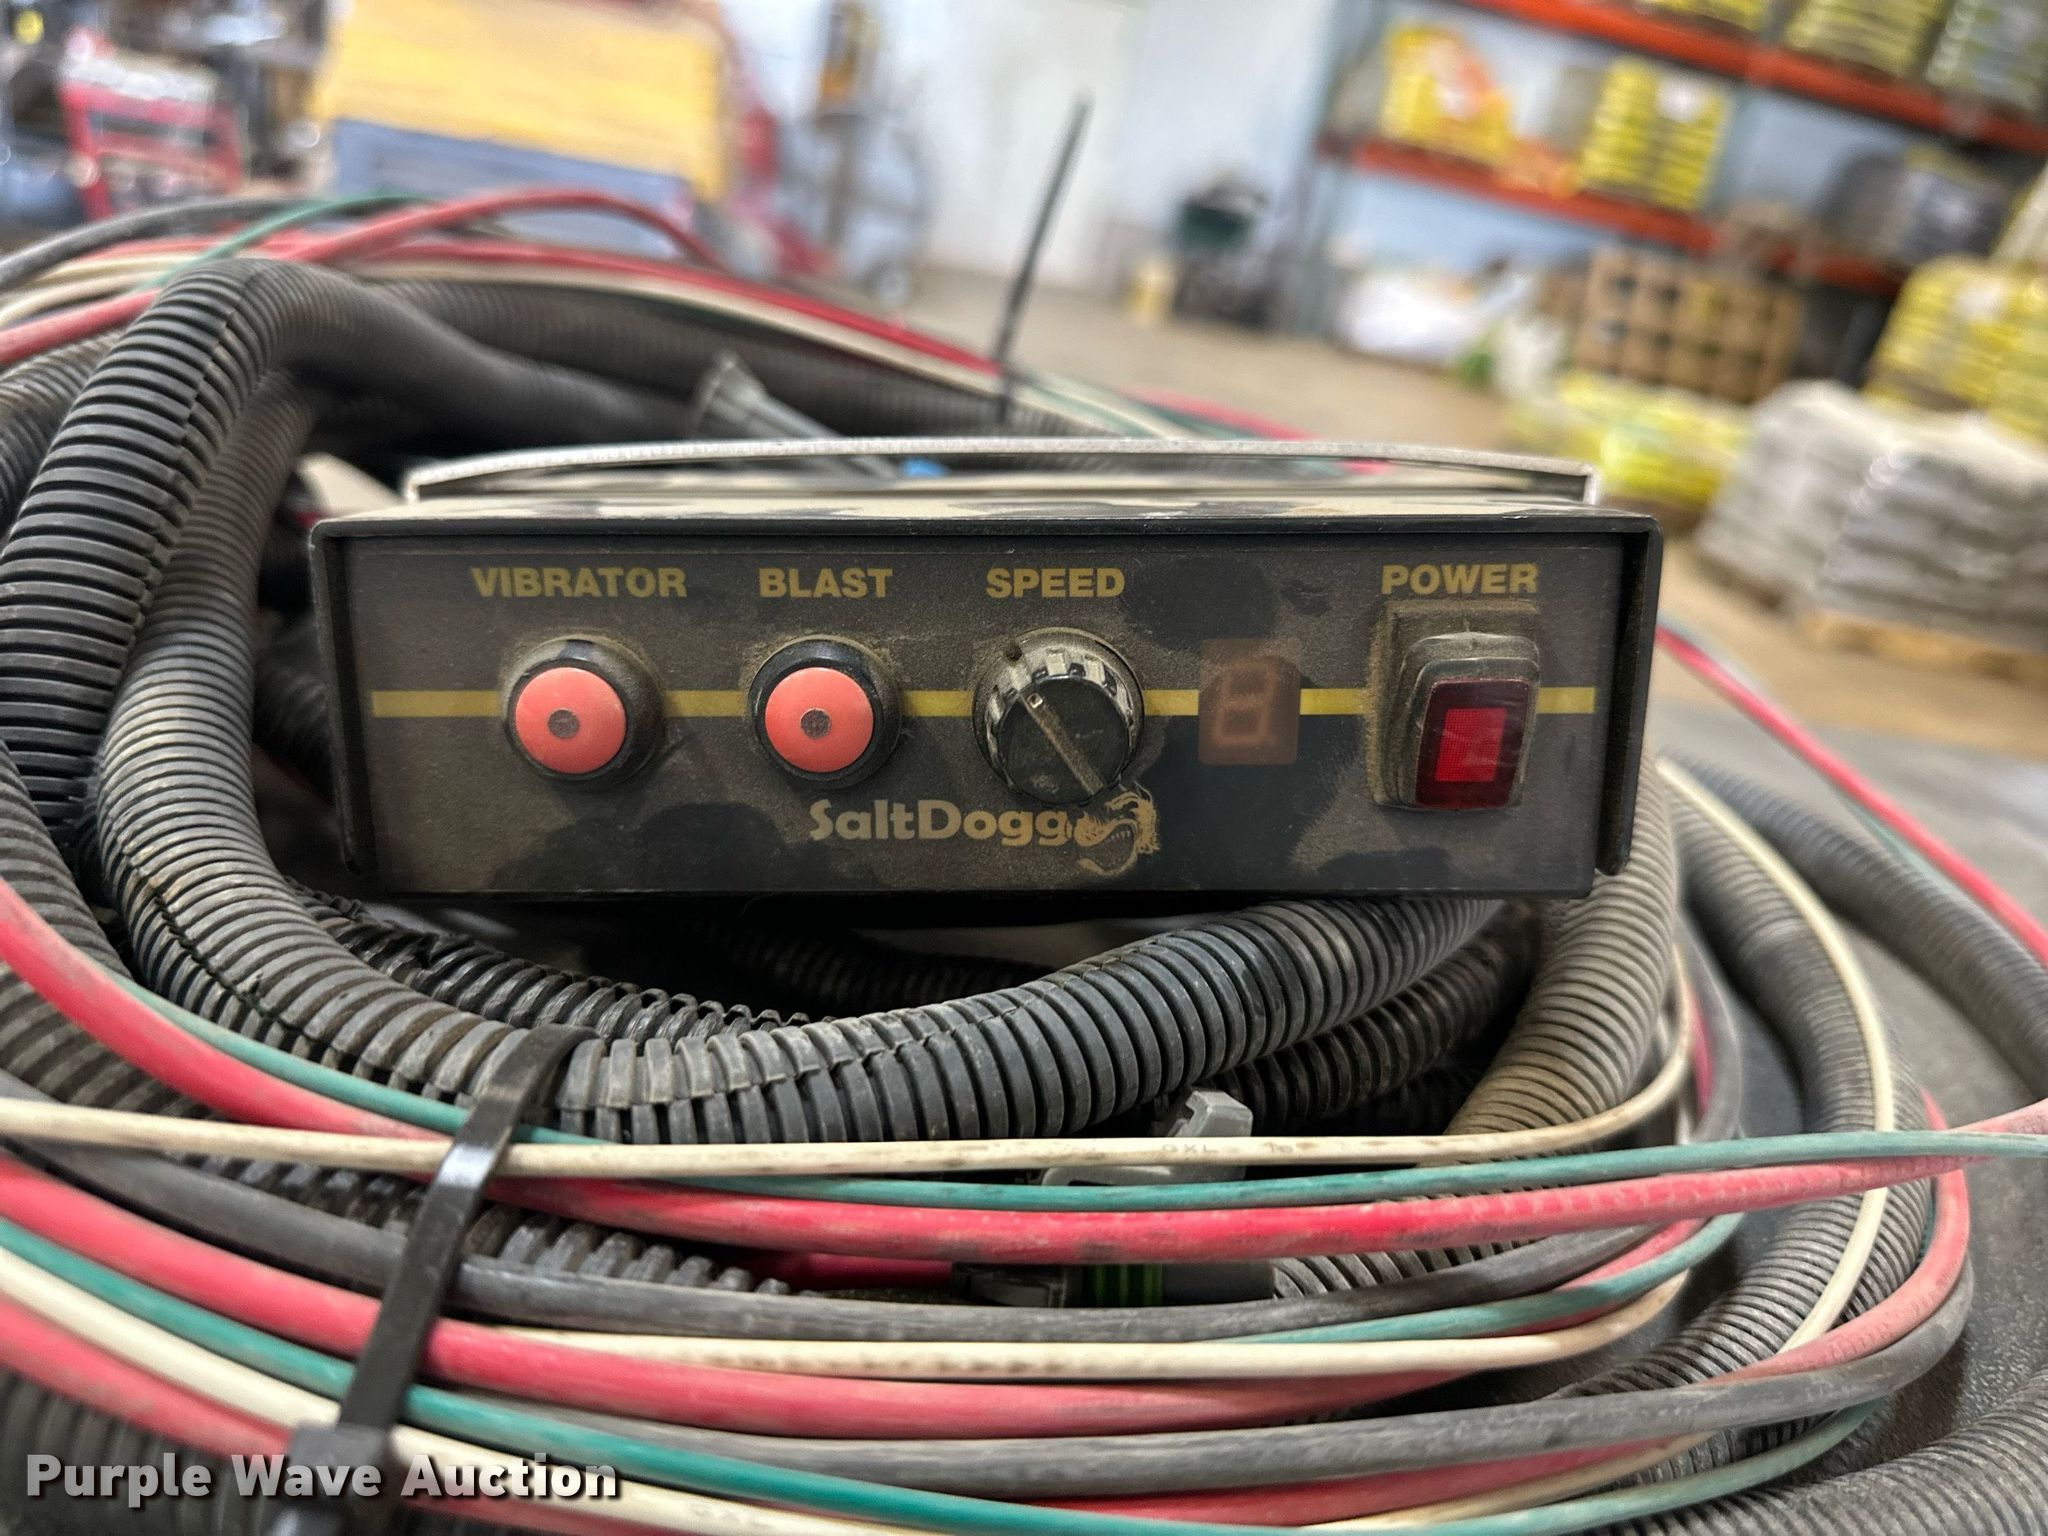 VIBRATOR BLAST SPEED POWER
SaltDogg
Purple Wave Auction